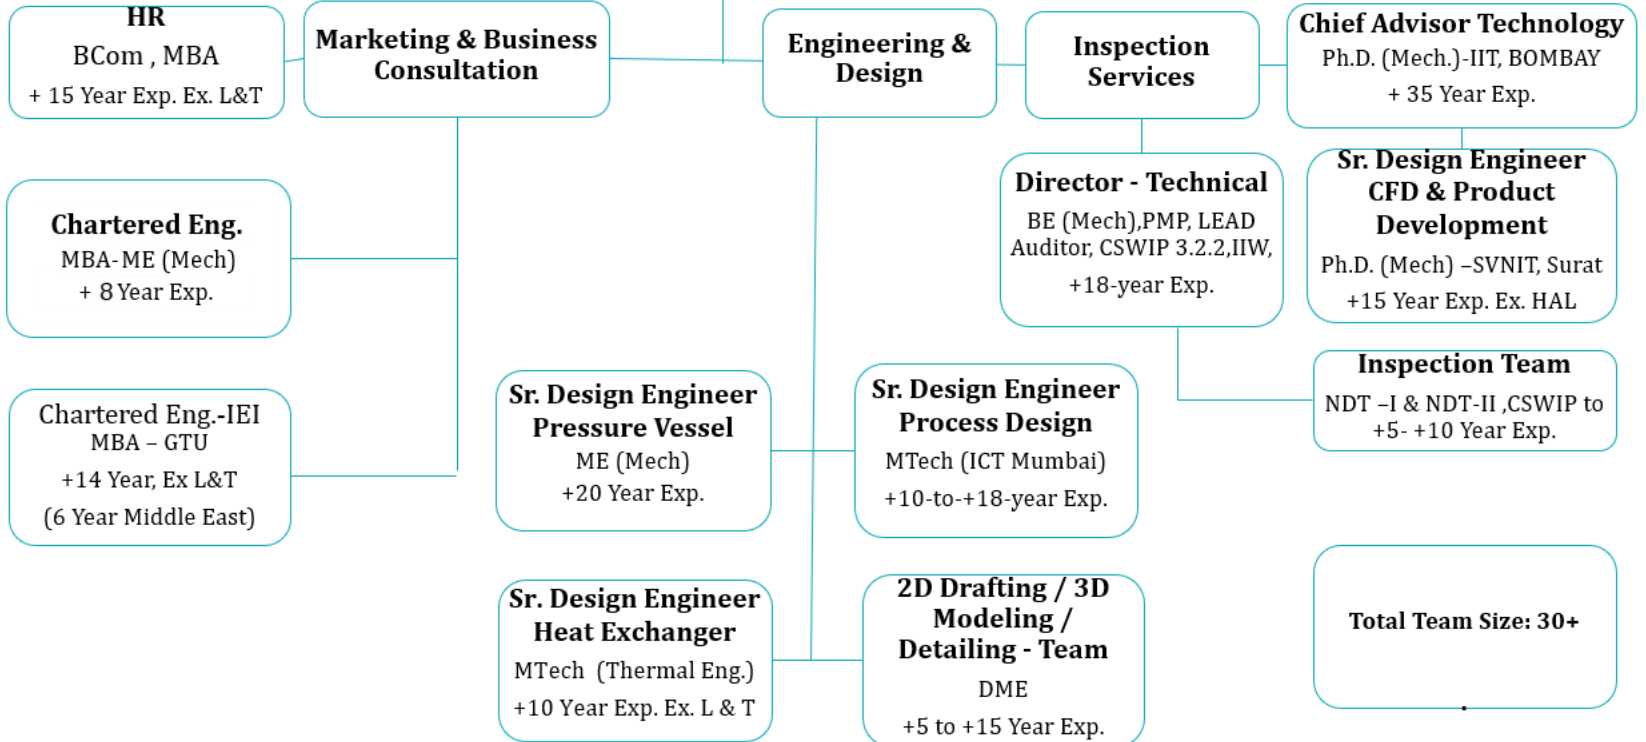 HR
BCom , MBA
+ 15 Year Exp. Ex. L&T
Marketing & Business
Consultation
Engineering &
Design
Inspection
Services
Chief Advisor Technology
Ph.D. (Mech.)-IIT, BOMBAY
+ 35 Year Exp.
Chartered Eng.
MBA-ME (Mech)
+ 8 Year Exp.
Director - Technical
BE (Mech),PMP, LEAD
Auditor, CSWIP 3.2.2,IIW,
+18-year Exp.
Sr. Design Engineer
CFD & Product
Development
Ph.D. (Mech) –SVNIT, Surat
+15 Year Exp. Ex. HAL
Chartered Eng.-IEI
MBA – GTU
+14 Year, Ex L&T
(6 Year Middle East)
Sr. Design Engineer
Pressure Vessel
ME (Mech)
+20 Year Exp.
Sr. Design Engineer
Process Design
MTech (ICT Mumbai)
+10-to-+18-year Exp.
Inspection Team
NDT –I & NDT-II ,CSWIP to
+5- +10 Year Exp.
Sr. Design Engineer
Heat Exchanger
MTech  (Thermal Eng.)
+10 Year Exp. Ex. L & T
2D Drafting / 3D
Modeling /
Detailing - Team
DME
+5 to +15 Year Exp.
Total Team Size: 30+
.